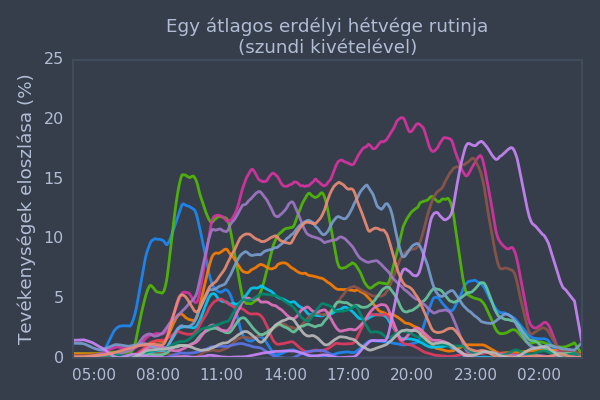 Egy átlagos erdélyi hétvége rutinja
(szundi kivételével)
Tevékenységek eloszlása (%)
25
20
15
10
5
0
05:00 08:00 11:00 14:00 17:00 20:00 23:00 02:00